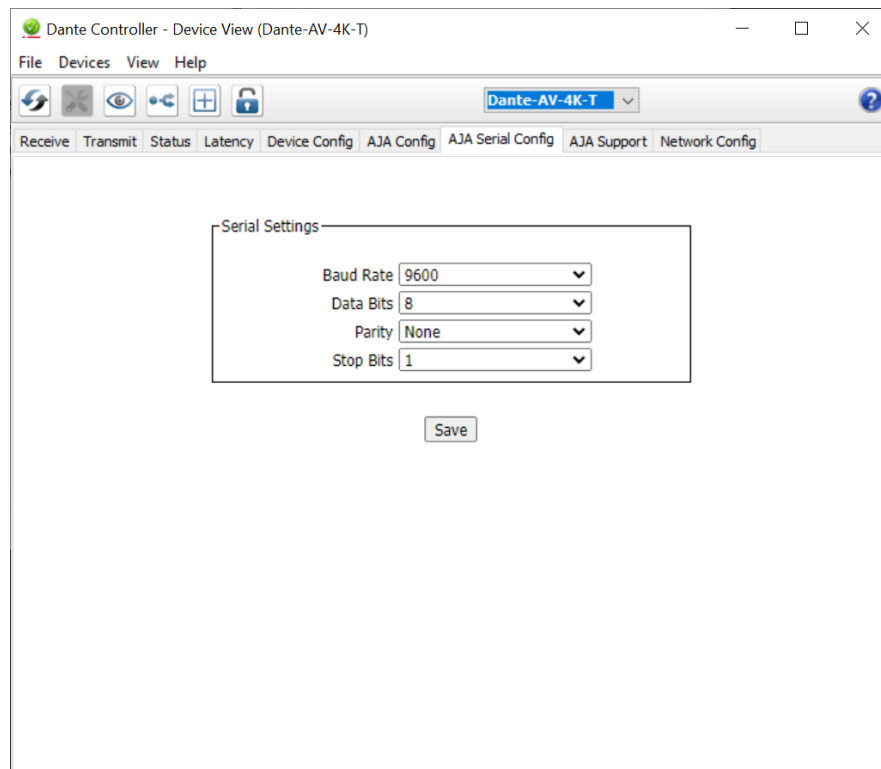 Dante Controller - Device View (Dante-AV-4K-T)
File Devices View Help
Dante-AV-4K-T
?
Receive Transmit Status Latency Device Config AJA Config AJA Serial Config AJA Support Network Config
Serial Settings
Baud Rate 9600
Data Bits 8
Parity None
Stop Bits 1
Save